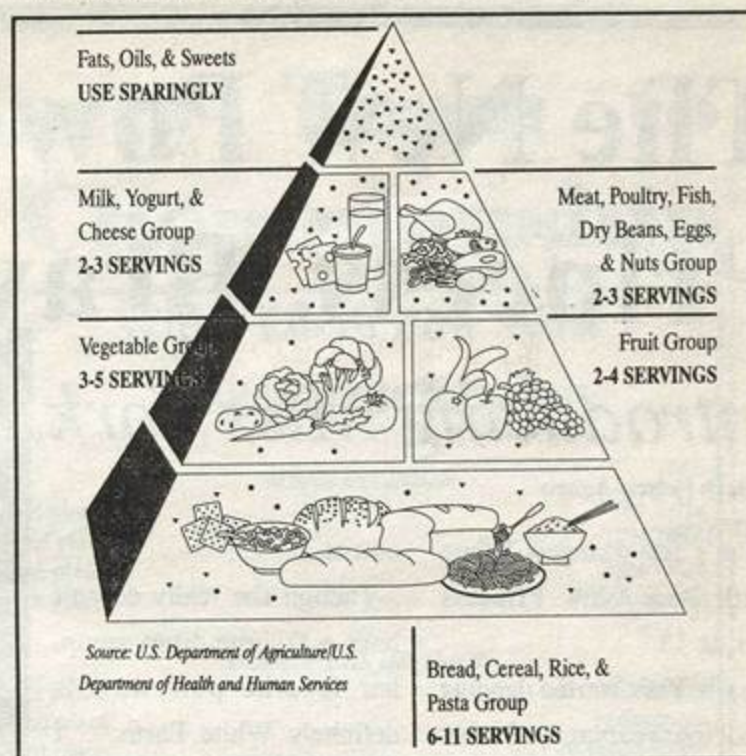 Fats, Oils, & Sweets
USE SPARINGLY
Milk, Yogurt, &
Cheese Group
2-3 SERVINGS
Meat, Poultry, Fish,
Dry Beans, Eggs,
& Nuts Group
2-3 SERVINGS
Vegetable Group
3-5 SERVINGS
Fruit Group
2-4 SERVINGS
Source: U.S. Department of Agriculture/U.S.
Department of Health and Human Services
Bread, Cereal, Rice, &
Pasta Group
6-11 SERVINGS